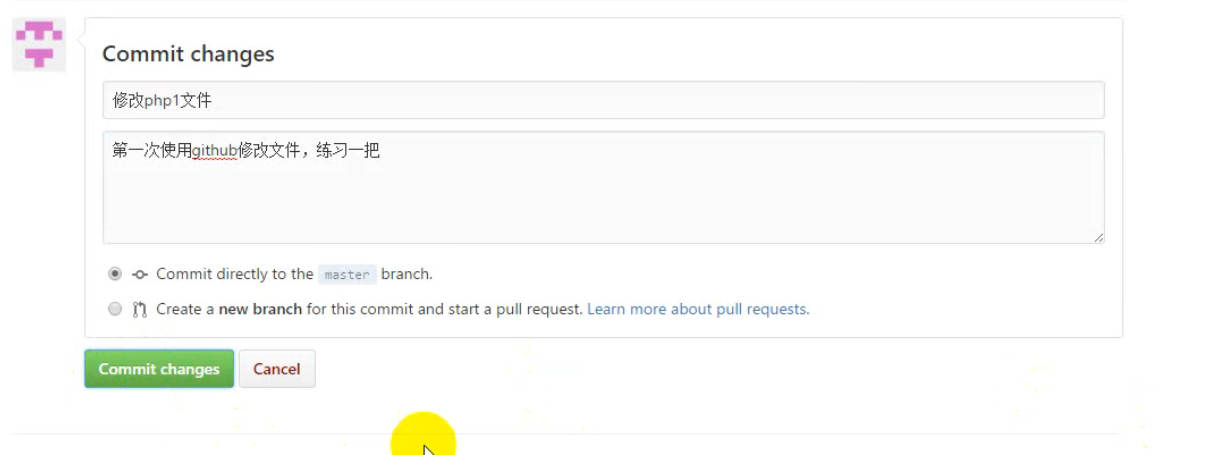 Commit changes
修改php1文件
第一次使用github修改文件，练习一把
Commit directly to the master branch.
Create a new branch for this commit and start a pull request. Learn more about pull requests.
Commit changes Cancel